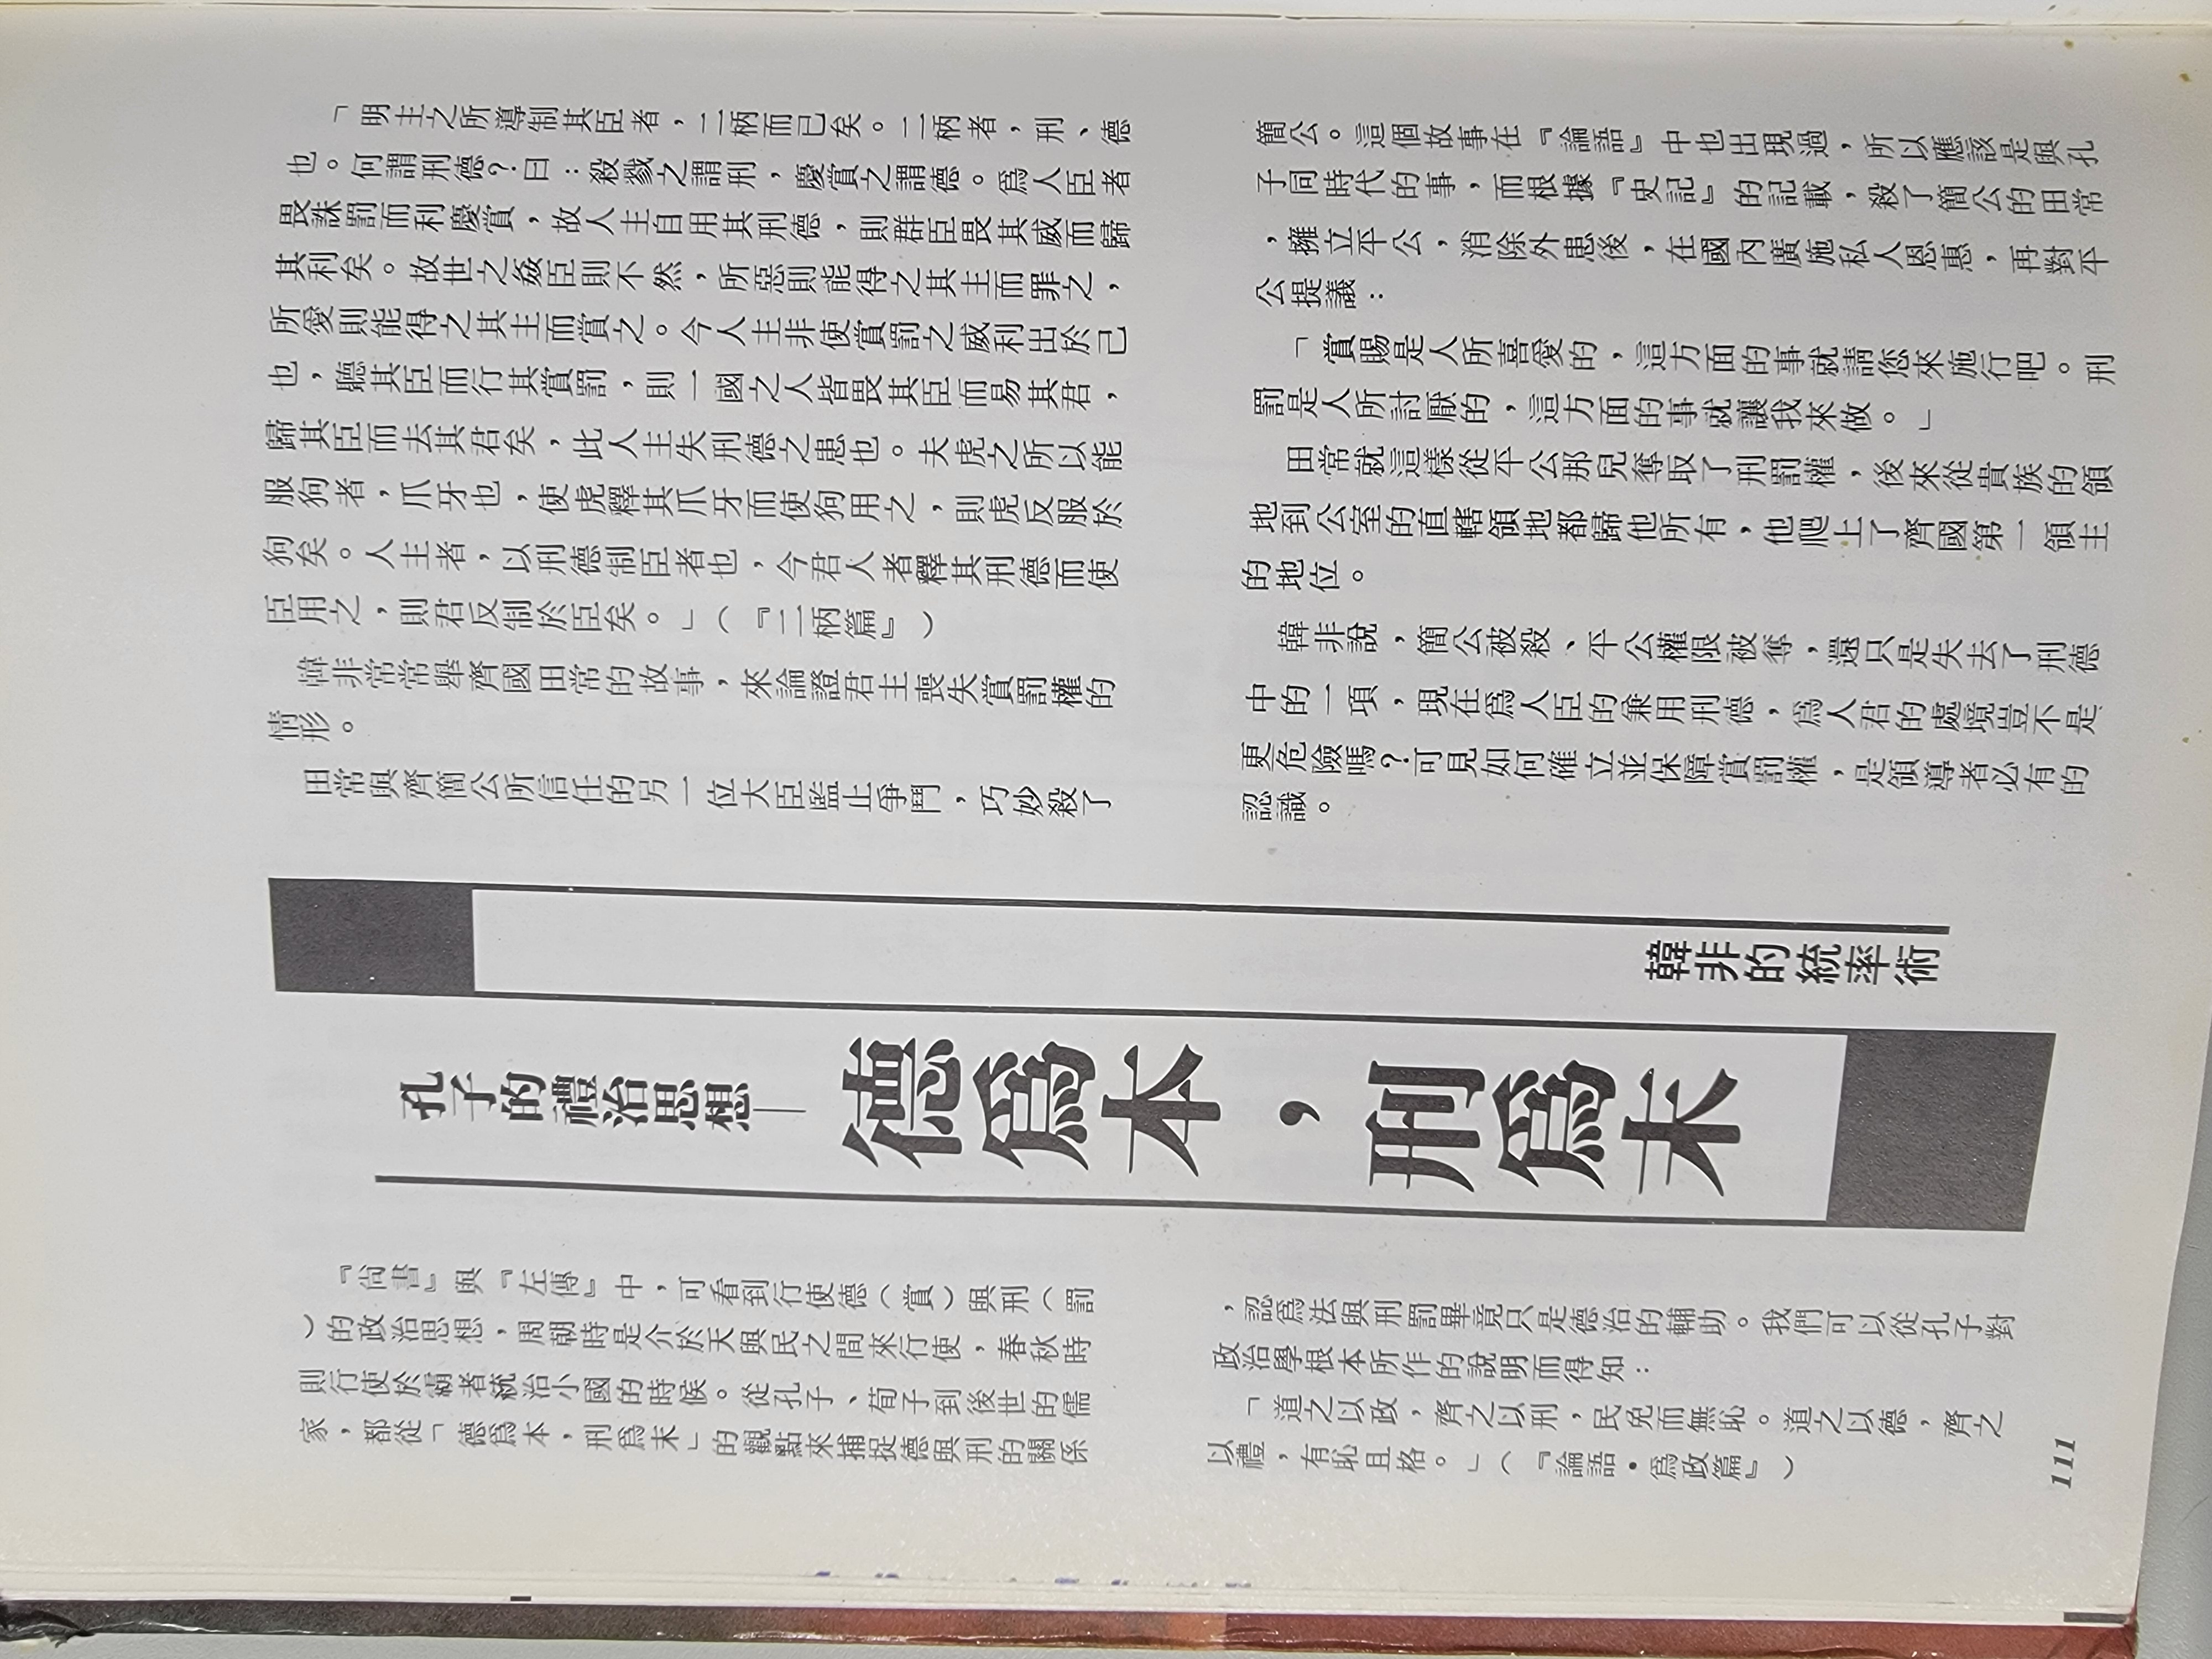 「明主之所導制其臣者，二柄而已矣。二柄者，刑、德
也。何謂刑德？曰：殺戮之謂刑，慶賞之謂德。爲人臣者
畏誅罰而利慶賞，故人主自用其刑德，則群臣畏其威而歸
其利矣。故世之姦臣則不然，所惡則能得之其主而罪之，
所愛則能得之其主而賞之。今人主非使賞罰之威利出於己
也，聽其臣而行其賞罰，則一國之人皆畏其臣而易其君，
歸其臣而去其君矣，此人主失刑德之患也。夫虎之所以能
服狗者，爪牙也，使虎釋其爪牙而使狗用之，則虎反服於
狗矣。人主者，以刑德制臣者也，今君人者釋其刑德而使
臣用之，則君反制於臣矣。」（『二柄篇』）
韓非常常舉齊國田常的故事，來論證君主喪失賞罰權的
情形。
田常與齊簡公所信任的另一位大臣監止爭鬥，巧妙殺了
簡公。這個故事在『論語』中也出現過，所以應該是與孔
子同時代的事，而根據『史記』的記載，殺了簡公的田常
，擁立平公，消除外患後，在國內廣施私人恩惠，再對平
公提議：
「賞賜是人所喜愛的，這方面的事就請您來施行吧。刑
罰是人所討厭的，這方面的事就讓我來做。」
田常就這樣從平公那兒奪取了刑罰權，後來從貴族的領
地到公室的直轄領地都歸他所有，他爬上了齊國第一領主
的地位。
韓非說，簡公被殺、平公權限被奪，還只是失去了刑德
中的一項，現在爲人臣的兼用刑德，爲人君的處境豈不是
更危險嗎？可見如何確立並保障賞罰權，是領導者必有的
認識。
韓非的統率術
孔子的禮治思想—
德爲本，刑爲末
『尙書』與『左傳』中，可看到行使德（賞）與刑（罰
）的政治思想，周朝時是介於天與民之間來行使，春秋時
則行使於霸者統治小國的時候。從孔子、荀子到後世的儒
家，都從「德爲本，刑爲末」的觀點來捕捉德與刑的關係
，認爲法與刑罰畢竟只是德治的輔助。我們可以從孔子對
政治學根本所作的說明而得知：
「道之以政，齊之以刑，民免而無恥。道之以德，齊之
以禮，有恥且格。」（『論語·爲政篇』）
111